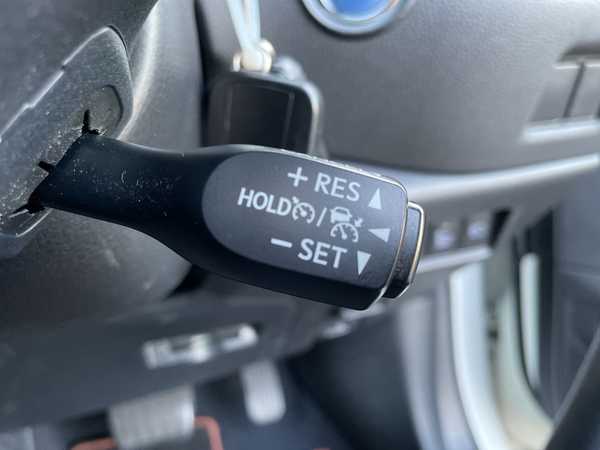 + RES
HOLD /
− SET